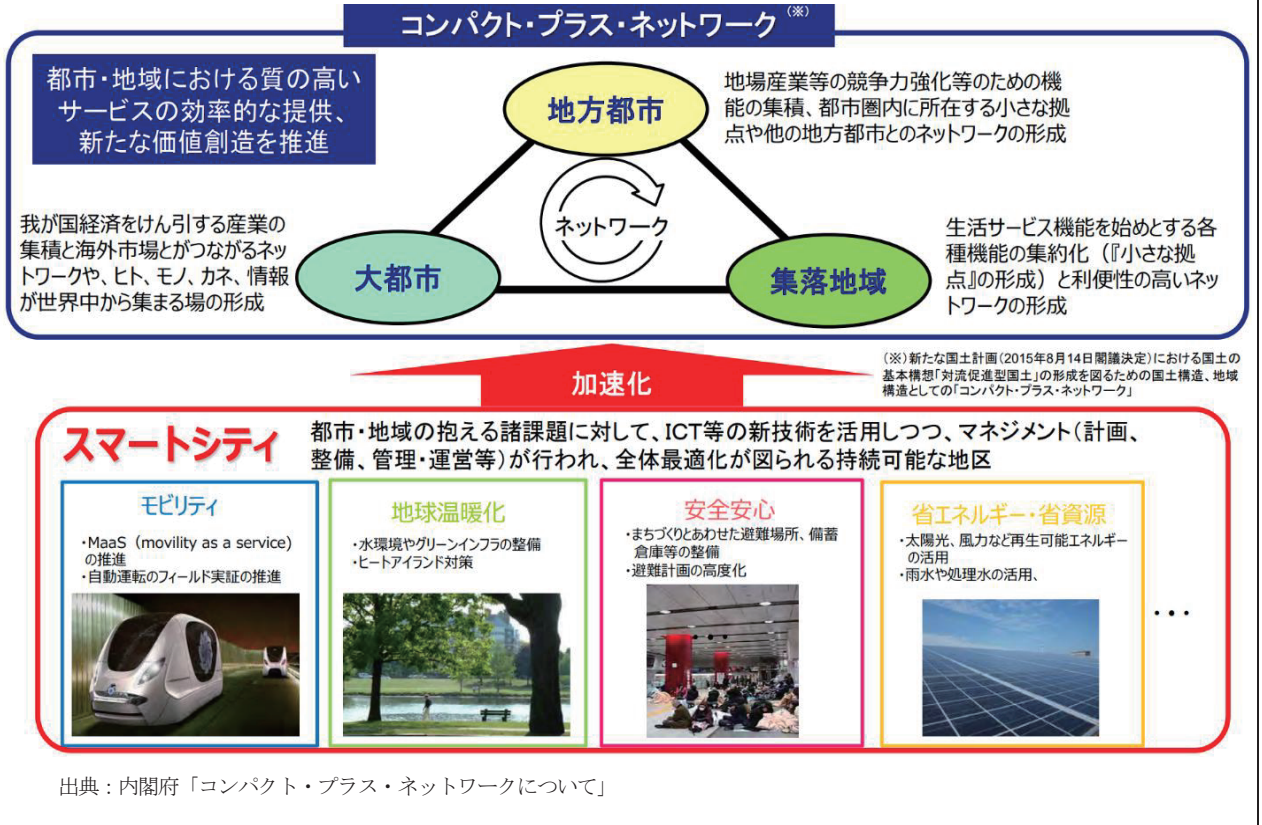 コンパクト・プラス・ネットワーク(※)
都市・地域における質の高い
サービスの効率的な提供、
新たな価値創造を推進
地方都市
地場産業等の競争力強化等のための機
能の集積、都市圏内に所在する小さな拠
点や他の地方都市とのネットワークの形成
ネットワーク
我が国経済をけん引する産業の
集積と海外市場とがつながるネッ
トワークや、ヒト、モノ、カネ、情報
が世界中から集まる場の形成
大都市
集落地域
生活サービス機能を始めとする各
種機能の集約化(『小さな拠
点』の形成)と利便性の高いネッ
トワークの形成
加速化
(※)新たな国土計画(2015年8月14日閣議決定)における国土の
基本構想「対流促進型国土」の形成を図るための国土構造、地域
構造としての「コンパクト・プラス・ネットワーク」
スマートシティ
都市・地域の抱える諸課題に対して、ICT等の新技術を活用しつつ、マネジメント(計画、
整備、管理・運営等)が行われ、全体最適化が図られる持続可能な地区
モビリティ
・MaaS(movility as a service)
の推進
・自動運転のフィールド実証の推進
地球温暖化
・水環境やグリーンインフラの整備
・ヒートアイランド対策
安全安心
・まちづくりとあわせた避難場所、備蓄
倉庫等の整備
・避難計画の高度化
省エネルギー・省資源
・太陽光、風力など再生可能エネルギー
の活用
・雨水や処理水の活用、
・・・
出典:内閣府「コンパクト・プラス・ネットワークについて」